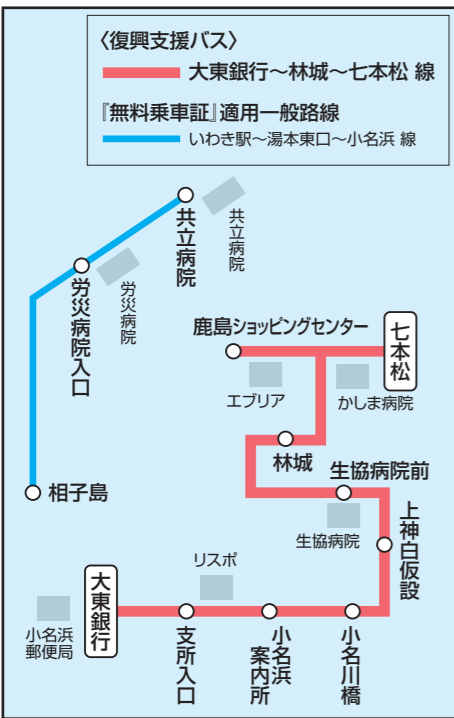 〈復興支援バス〉
大東銀行～林城～七本松 線
『無料乗車証』適用一般路線
いわき駅～湯本東口～小名浜 線
共立病院
共立病院
労災病院入口
労災病院
相子島
鹿島ショッピングセンター
七本松
エブリア
かしま病院
林城
生協病院前
生協病院
上神白仮設
リスポ
大東銀行
小名浜
郵便局
支所入口
小名浜
案内所
小名川橋